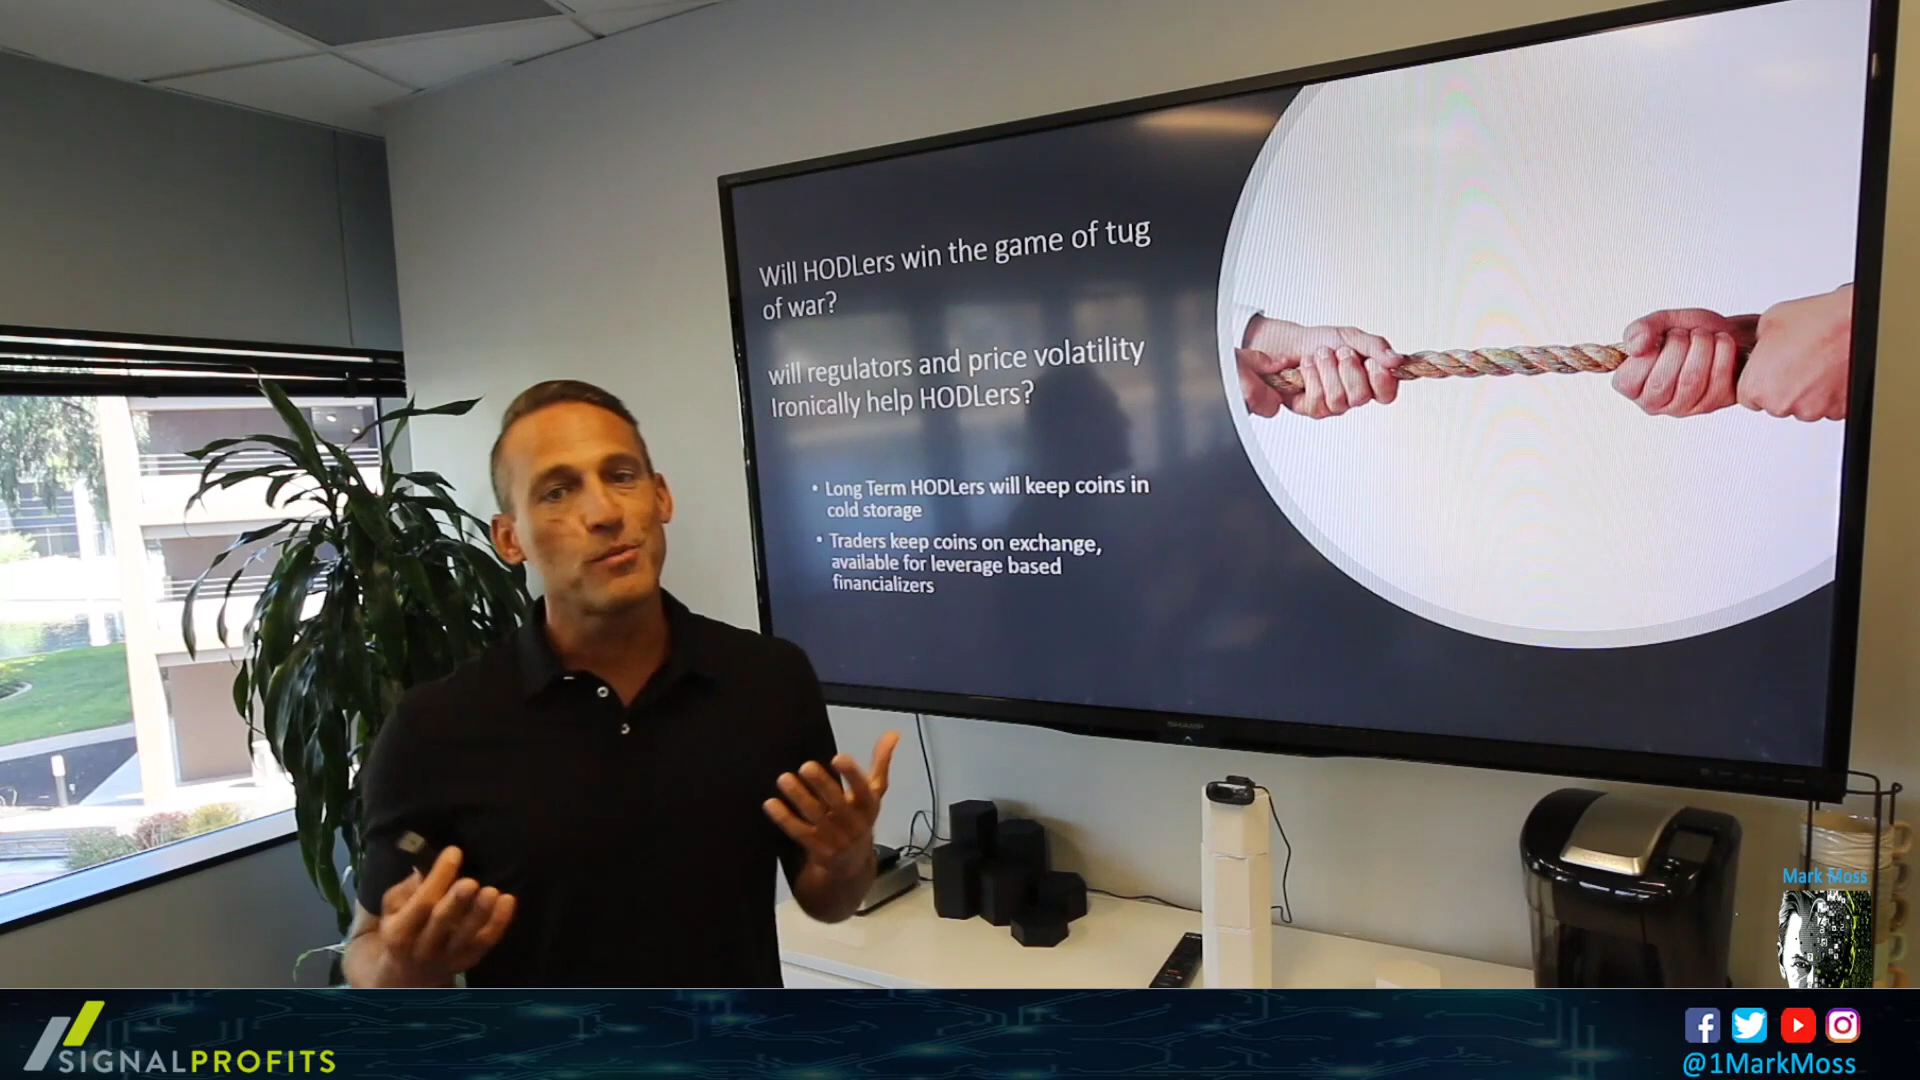 Will HODLers win the game of tug
of war?
will regulators and price volatility
Ironically help HODLers?
• Long Term HODLers will keep coins in
cold storage
• Traders keep coins on exchange,
available for leverage based
financializers
SHARP
Mark Moss
SIGNALPROFITS
@1MarkMoss